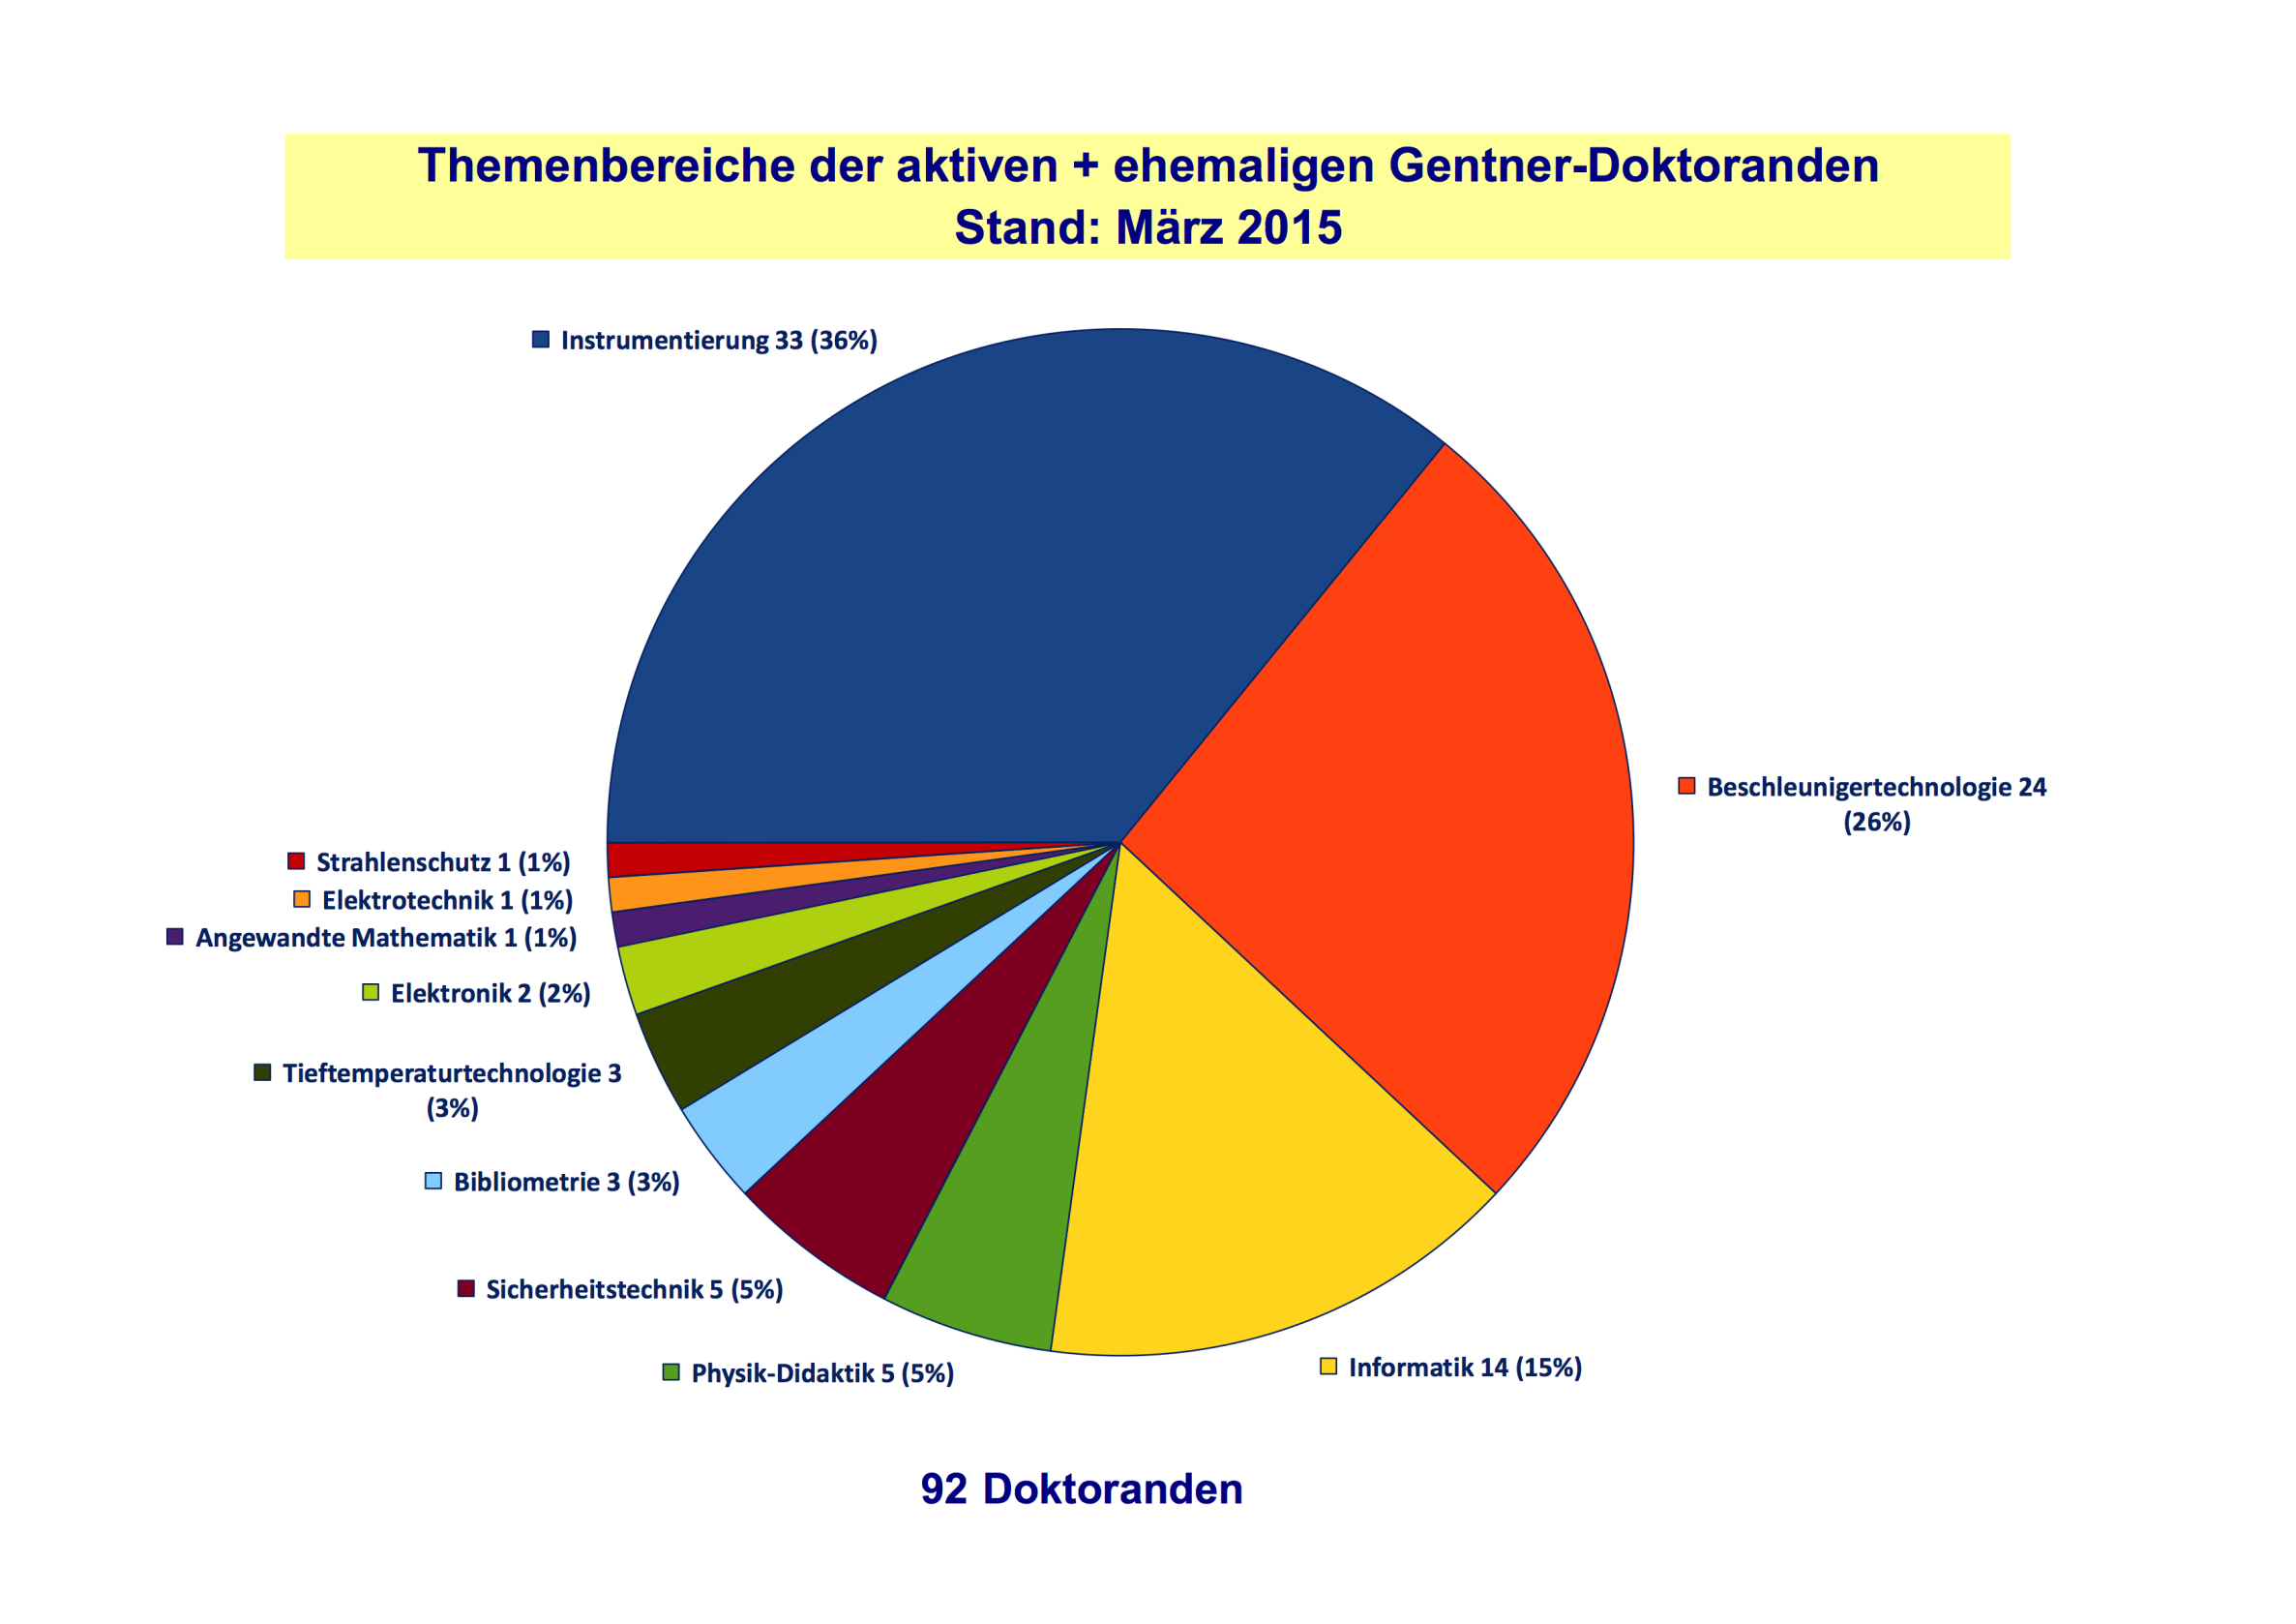 Themenbereiche der aktiven + ehemaligen Gentner-Doktoranden
Stand: März 2015
Instrumentierung 33 (36%)
Beschleunigertechnologie 24
(26%)
Strahlenschutz 1 (1%)
Elektrotechnik 1 (1%)
Angewandte Mathematik 1 (1%)
Elektronik 2 (2%)
Tieftemperaturtechnologie 3
(3%)
Bibliometrie 3 (3%)
Sicherheitstechnik 5 (5%)
Physik-Didaktik 5 (5%)
Informatik 14 (15%)
92 Doktoranden